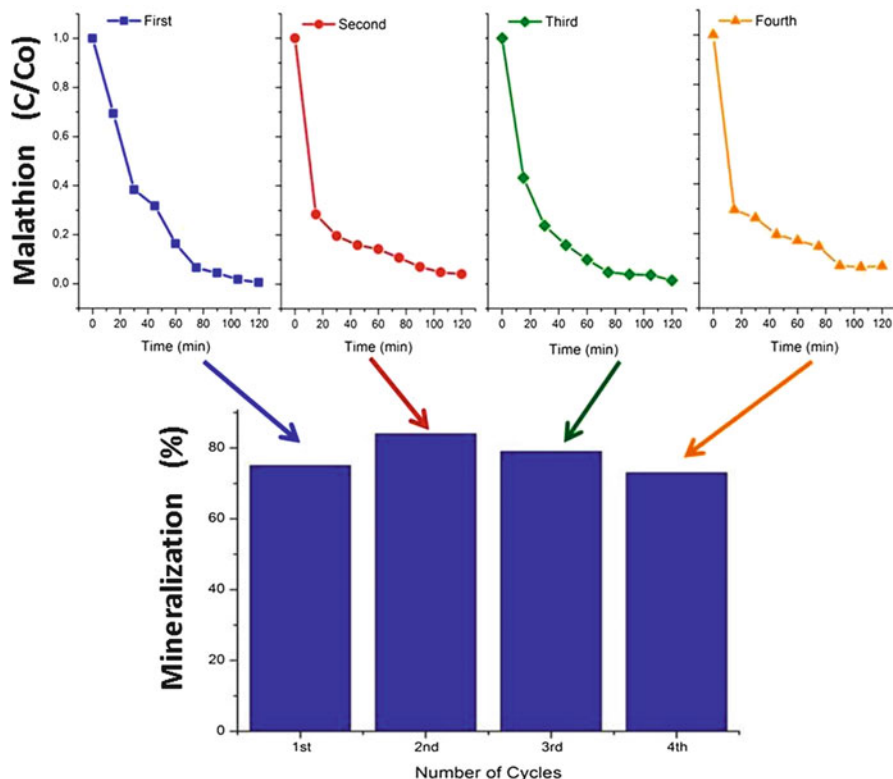 First
Second
Third
Fourth
Malathion (C/Co)
1,0
0,8
0,6
0,4
0,2
0,0
0 20 40 60 80 100 120
0 20 40 60 80 100 120
0 20 40 60 80 100 120
0 20 40 60 80 100 120
Time (min)
Time (min)
Time (min)
Time (min)
Mineralization (%)
80
60
40
20
0
1st 2nd 3rd 4th
Number of Cycles